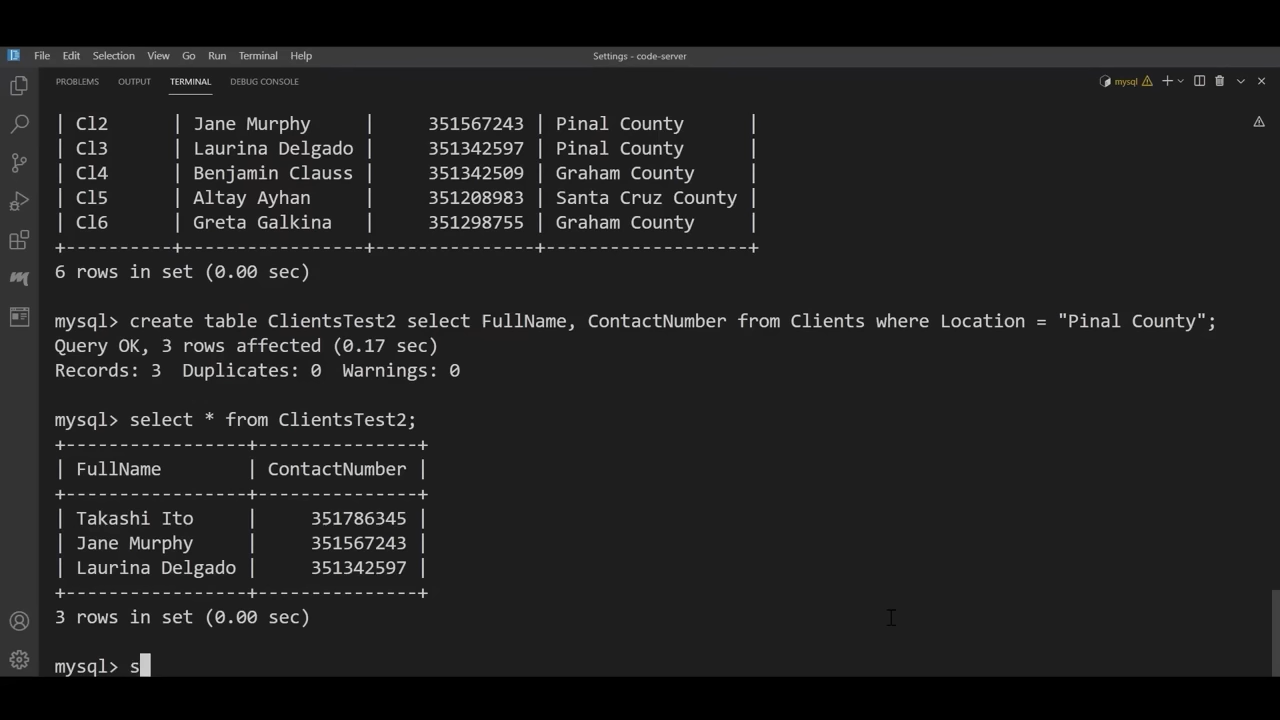 File Edit Selection View Go Run Terminal Help Settings - code-server
PROBLEMS OUTPUT TERMINAL DEBUG CONSOLE mysql
| Cl2      | Jane Murphy     |     351567243 | Pinal County      |
| Cl3      | Laurina Delgado |     351342597 | Pinal County      |
| Cl4      | Benjamin Clauss |     351342509 | Graham County     |
| Cl5      | Altay Ayhan     |     351208983 | Santa Cruz County |
| Cl6      | Greta Galkina   |     351298755 | Graham County     |
+----------+-----------------+---------------+-------------------+
6 rows in set (0.00 sec)
mysql> create table ClientsTest2 select FullName, ContactNumber from Clients where Location = "Pinal County";
Query OK, 3 rows affected (0.17 sec)
Records: 3  Duplicates: 0  Warnings: 0
mysql> select * from ClientsTest2;
+-----------------+---------------+
| FullName        | ContactNumber |
+-----------------+---------------+
| Takashi Ito     |     351786345 |
| Jane Murphy     |     351567243 |
| Laurina Delgado |     351342597 |
+-----------------+---------------+
3 rows in set (0.00 sec)
mysql> s